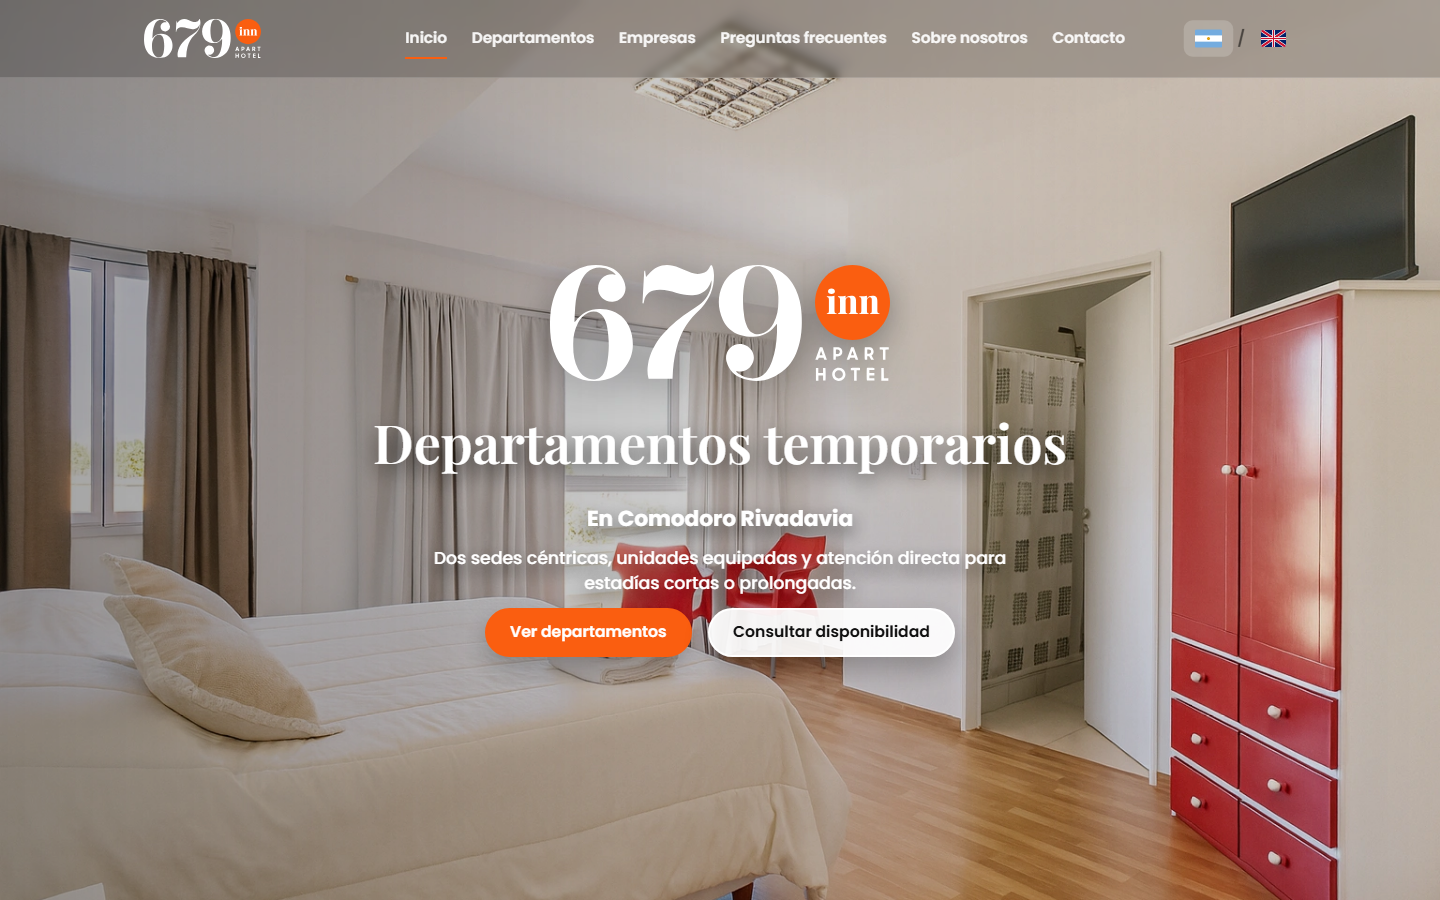 679 inn
APART
HOTEL
Inicio
Departamentos
Empresas
Preguntas frecuentes
Sobre nosotros
Contacto
/
679 inn
APART
HOTEL
Departamentos temporarios
En Comodoro Rivadavia
Dos sedes céntricas, unidades equipadas y atención directa para
estadías cortas o prolongadas.
Ver departamentos
Consultar disponibilidad